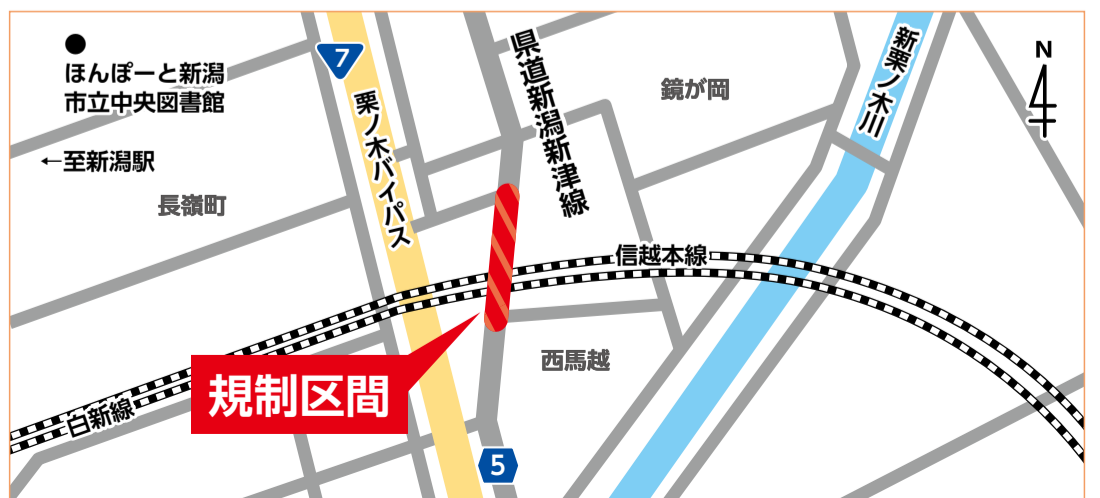 ほんぽーと新潟
市立中央図書館
←至新潟駅
長嶺町
7
栗ノ木バイパス
県道新潟新津線
鏡が岡
新栗ノ木川
N
信越本線
西馬越
規制区間
白新線
5